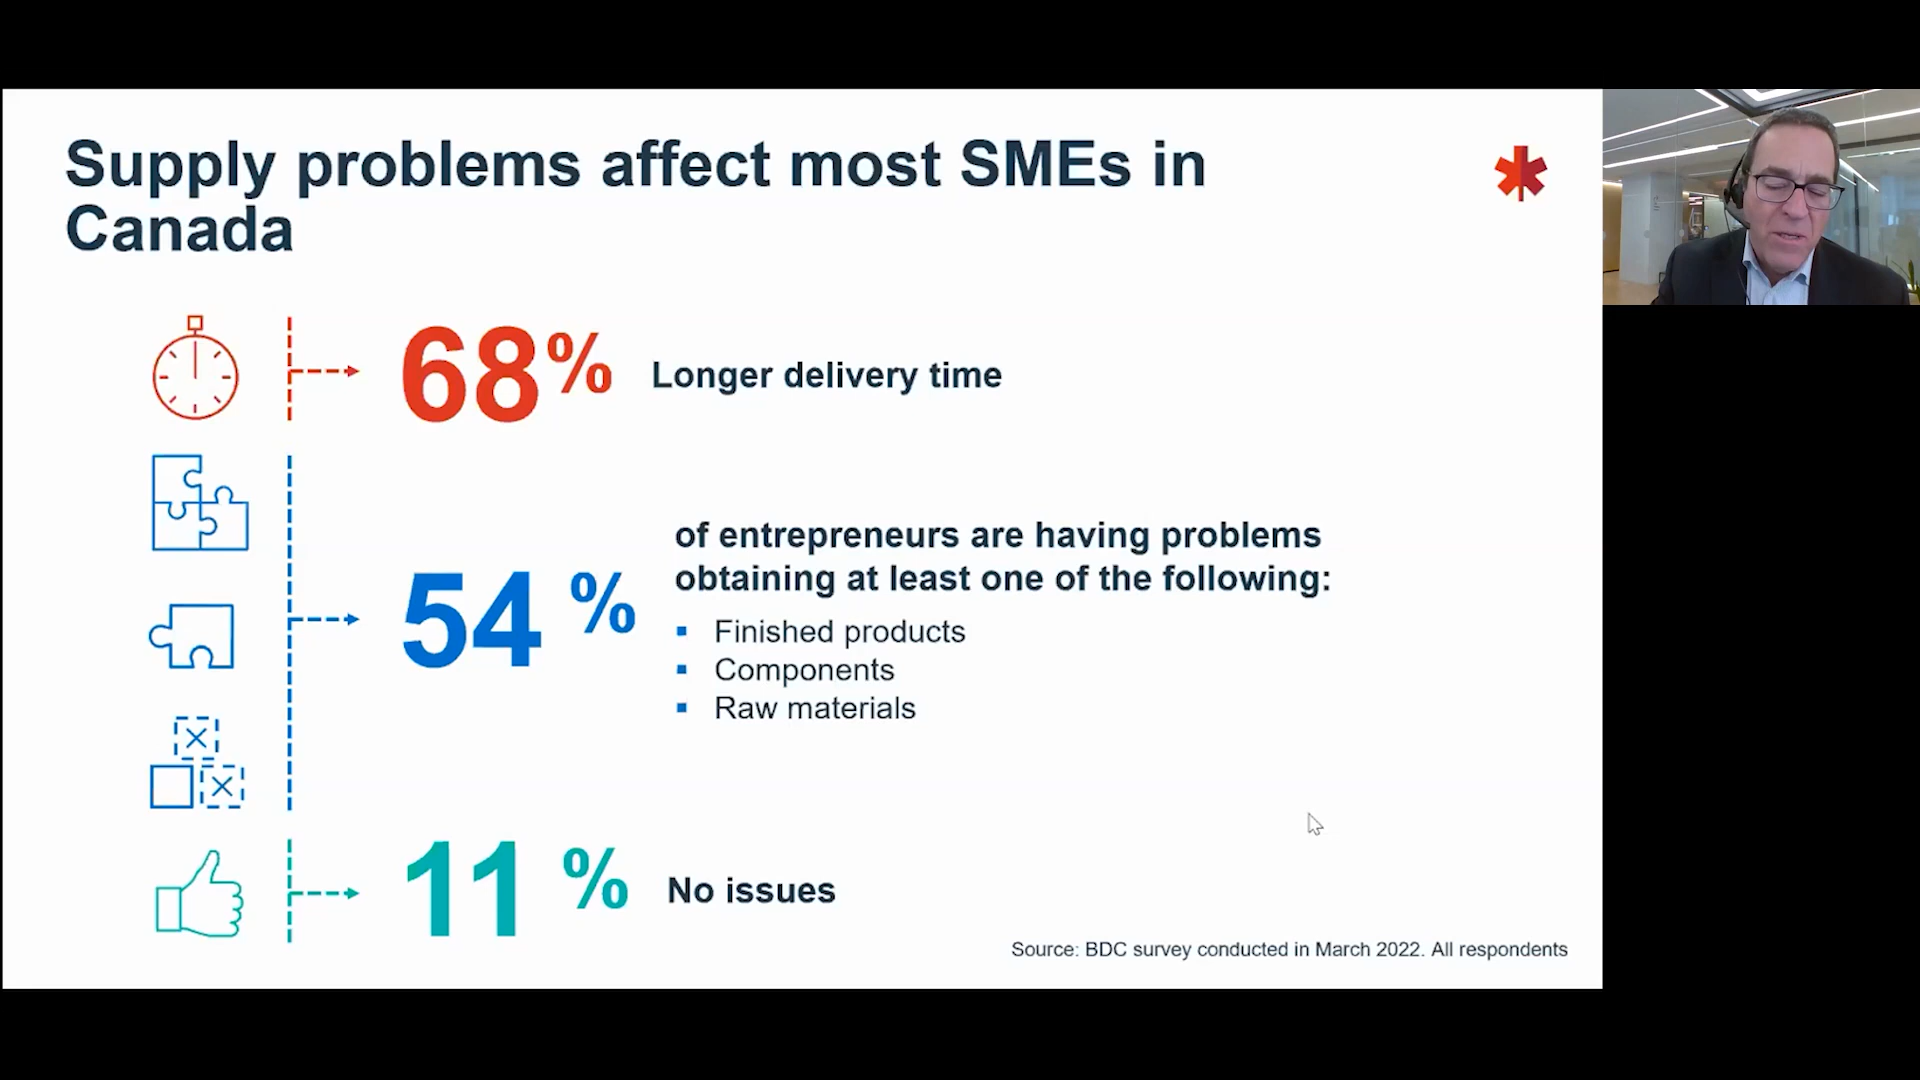 Supply problems affect most SMEs in
Canada
68%
Longer delivery time
54 %
of entrepreneurs are having problems
obtaining at least one of the following:
▪ Finished products
▪ Components
▪ Raw materials
11 %
No issues
Source: BDC survey conducted in March 2022. All respondents